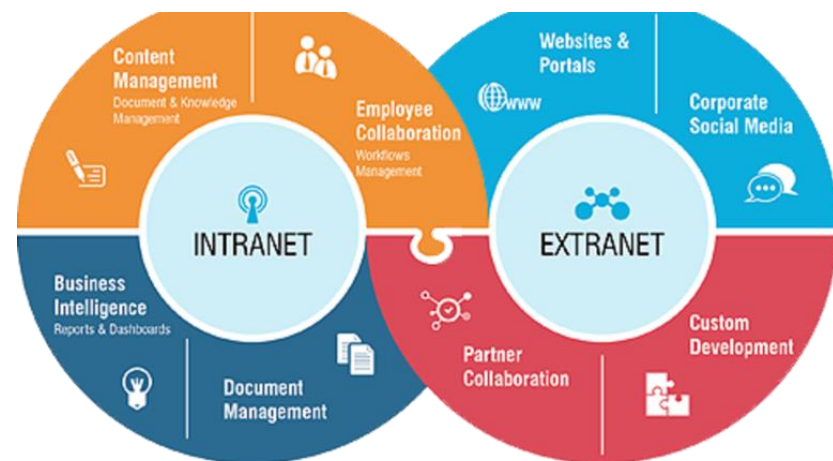 Content
Management
Document & Knowledge
Management
Employee
Collaboration
Workflows
Management
INTRANET
Business
Intelligence
Reports & Dashboards
Document
Management
Websites &
Portals
www
Corporate
Social Media
EXTRANET
Partner
Collaboration
Custom
Development